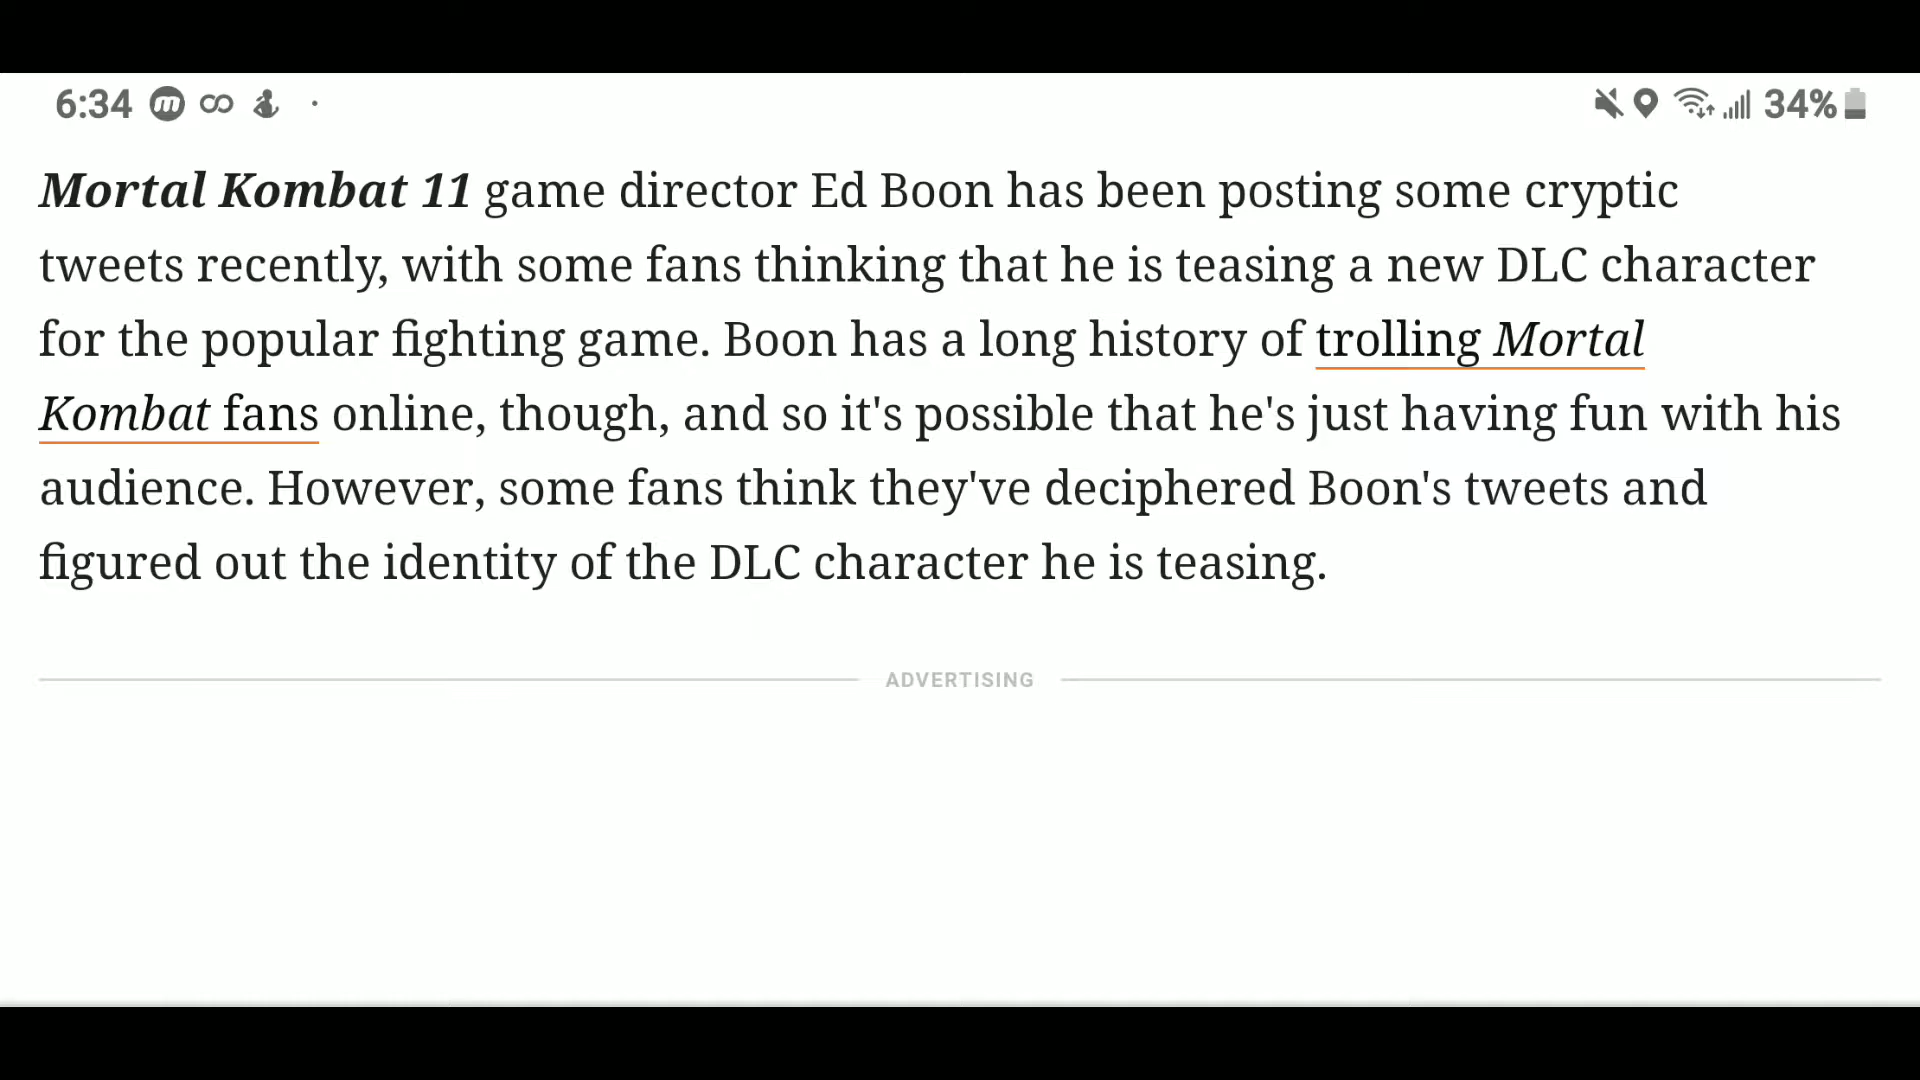 6:34
34%
Mortal Kombat 11 game director Ed Boon has been posting some cryptic
tweets recently, with some fans thinking that he is teasing a new DLC character
for the popular fighting game. Boon has a long history of trolling Mortal
Kombat fans online, though, and so it's possible that he's just having fun with his
audience. However, some fans think they've deciphered Boon's tweets and
figured out the identity of the DLC character he is teasing.
ADVERTISING